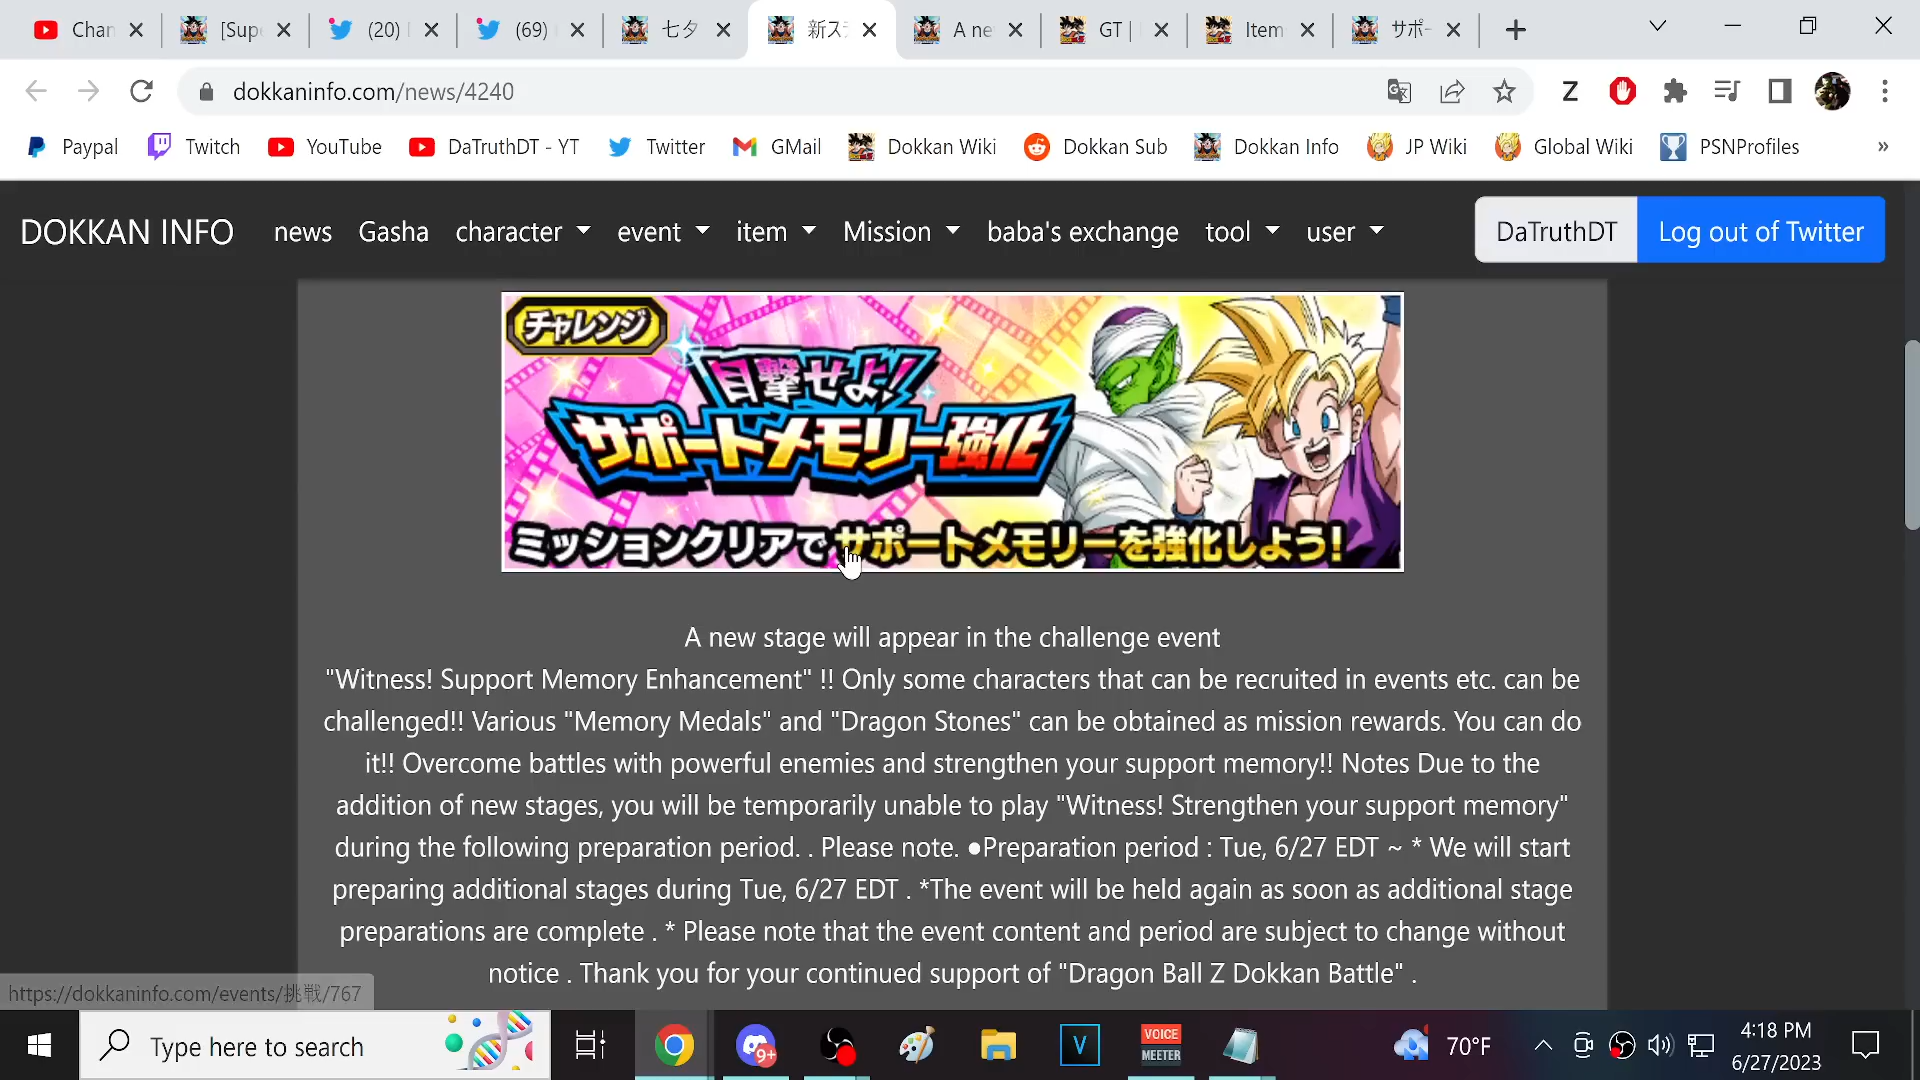 Chan
[Supe
(20)
(69)
七夕
新ス
A ne
GT |
Item
サポ
dokkaninfo.com/news/4240
Z
Paypal
Twitch
YouTube
DaTruthDT - YT
Twitter
GMail
Dokkan Wiki
Dokkan Sub
Dokkan Info
JP Wiki
Global Wiki
PSNProfiles
»
DOKKAN INFO
news
Gasha
character
event
item
Mission
baba's exchange
tool
user
DaTruthDT
Log out of Twitter
チャレンジ
目撃せよ!
サポートメモリー強化
ミッションクリアでサポートメモリーを強化しよう!
A new stage will appear in the challenge event
"Witness! Support Memory Enhancement" !! Only some characters that can be recruited in events etc. can be
challenged!! Various "Memory Medals" and "Dragon Stones" can be obtained as mission rewards. You can do
it!! Overcome battles with powerful enemies and strengthen your support memory!! Notes Due to the
addition of new stages, you will be temporarily unable to play "Witness! Strengthen your support memory"
during the following preparation period. . Please note. ●Preparation period : Tue, 6/27 EDT ~ * We will start
preparing additional stages during Tue, 6/27 EDT . *The event will be held again as soon as additional stage
preparations are complete . * Please note that the event content and period are subject to change without
notice . Thank you for your continued support of "Dragon Ball Z Dokkan Battle" .
https://dokkaninfo.com/events/挑戦/767
Type here to search
9+
V
VOICE
MEETER
70°F
4:18 PM
6/27/2023